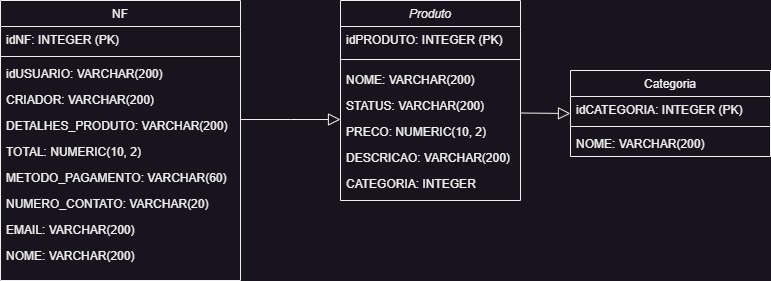 NF
idNF: INTEGER (PK)
idUSUARIO: VARCHAR(200)
CRIADOR: VARCHAR(200)
DETALHES_PRODUTO: VARCHAR(200)
TOTAL: NUMERIC(10, 2)
METODO_PAGAMENTO: VARCHAR(60)
NUMERO_CONTATO: VARCHAR(20)
EMAIL: VARCHAR(200)
NOME: VARCHAR(200)
Produto
idPRODUTO: INTEGER (PK)
NOME: VARCHAR(200)
STATUS: VARCHAR(200)
PRECO: NUMERIC(10, 2)
DESCRICAO: VARCHAR(200)
CATEGORIA: INTEGER
Categoria
idCATEGORIA: INTEGER (PK)
NOME: VARCHAR(200)